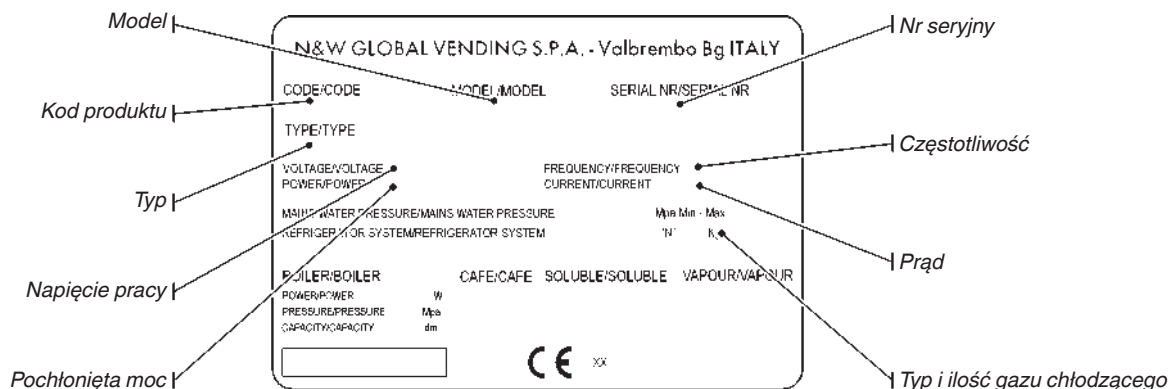 Model
Nr seryjny
N&W GLOBAL VENDING S.P.A. - Valbrembo Bg ITALY
CODE/CODE MODEL/MODEL SERIAL NR/SERIAL NR
Kod produktu
TYPE/TYPE
Częstotliwość
VOLTAGE/VOLTAGE FREQUENCY/FREQUENCY
POWER/POWER CURRENT/CURRENT
Typ
MAINS WATER PRESSURE/MAINS WATER PRESSURE Mpa Min - Max
REFRIGERATOR SYSTEM/REFRIGERATOR SYSTEM
Prąd
BOILER/BOILER CAFE/CAFE SOLUBLE/SOLUBLE VAPOUR/VAPOUR
Napięcie pracy
POWER/POWER W
PRESSURE/PRESSURE Mpa
CAPACITY/CAPACITY dm
CE XX
Pochłonięta moc
Typ i ilość gazu chłodzącego